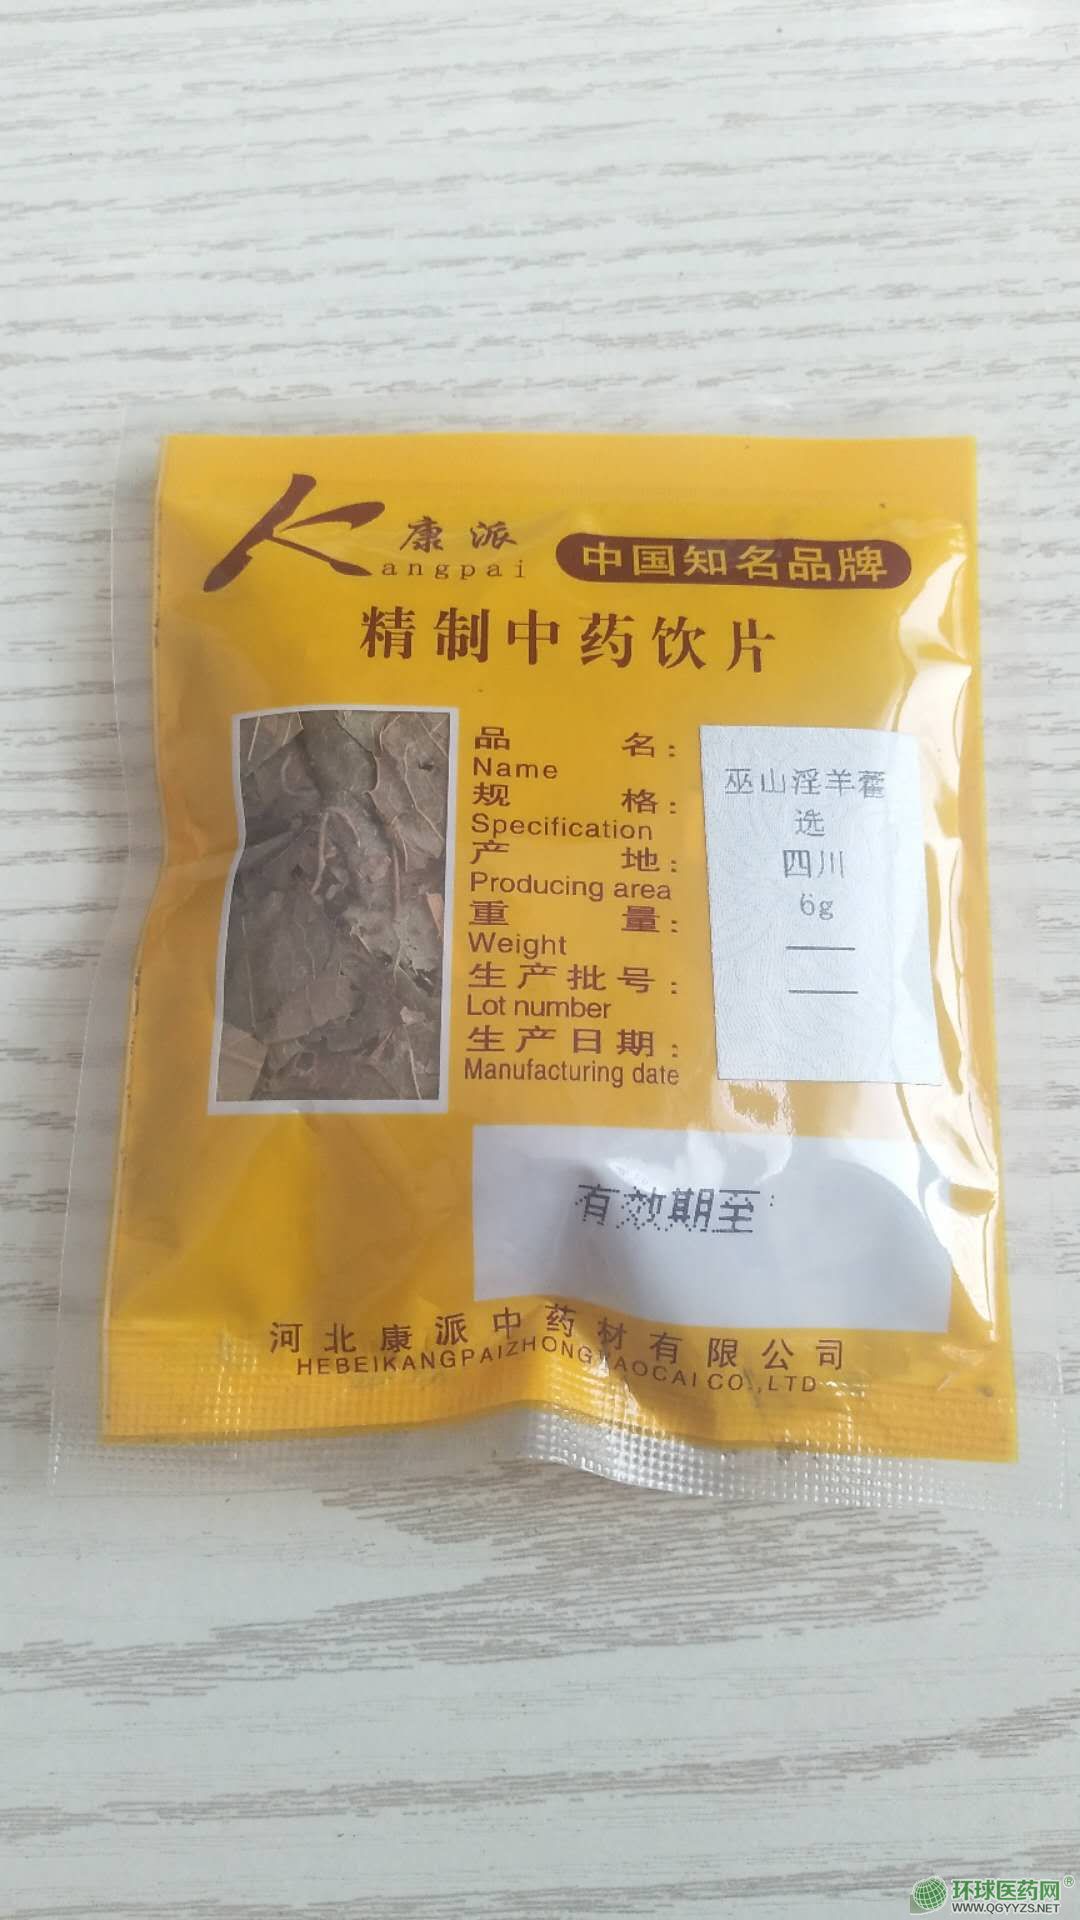 康派
Kangpai
中国知名品牌
精制中药饮片
品名：
Name
巫山淫羊藿
规格：
Specification
选
产地：
Producing area
四川
重量：
Weight
6g
生产批号：
Lot number
生产日期：
Manufacturing date
有效期至：
河北康派中药材有限公司
HEBEIKANGPAIZHONGYAOCAI CO.,LTD
环球医药网®
WWW.QGYYZS.NET